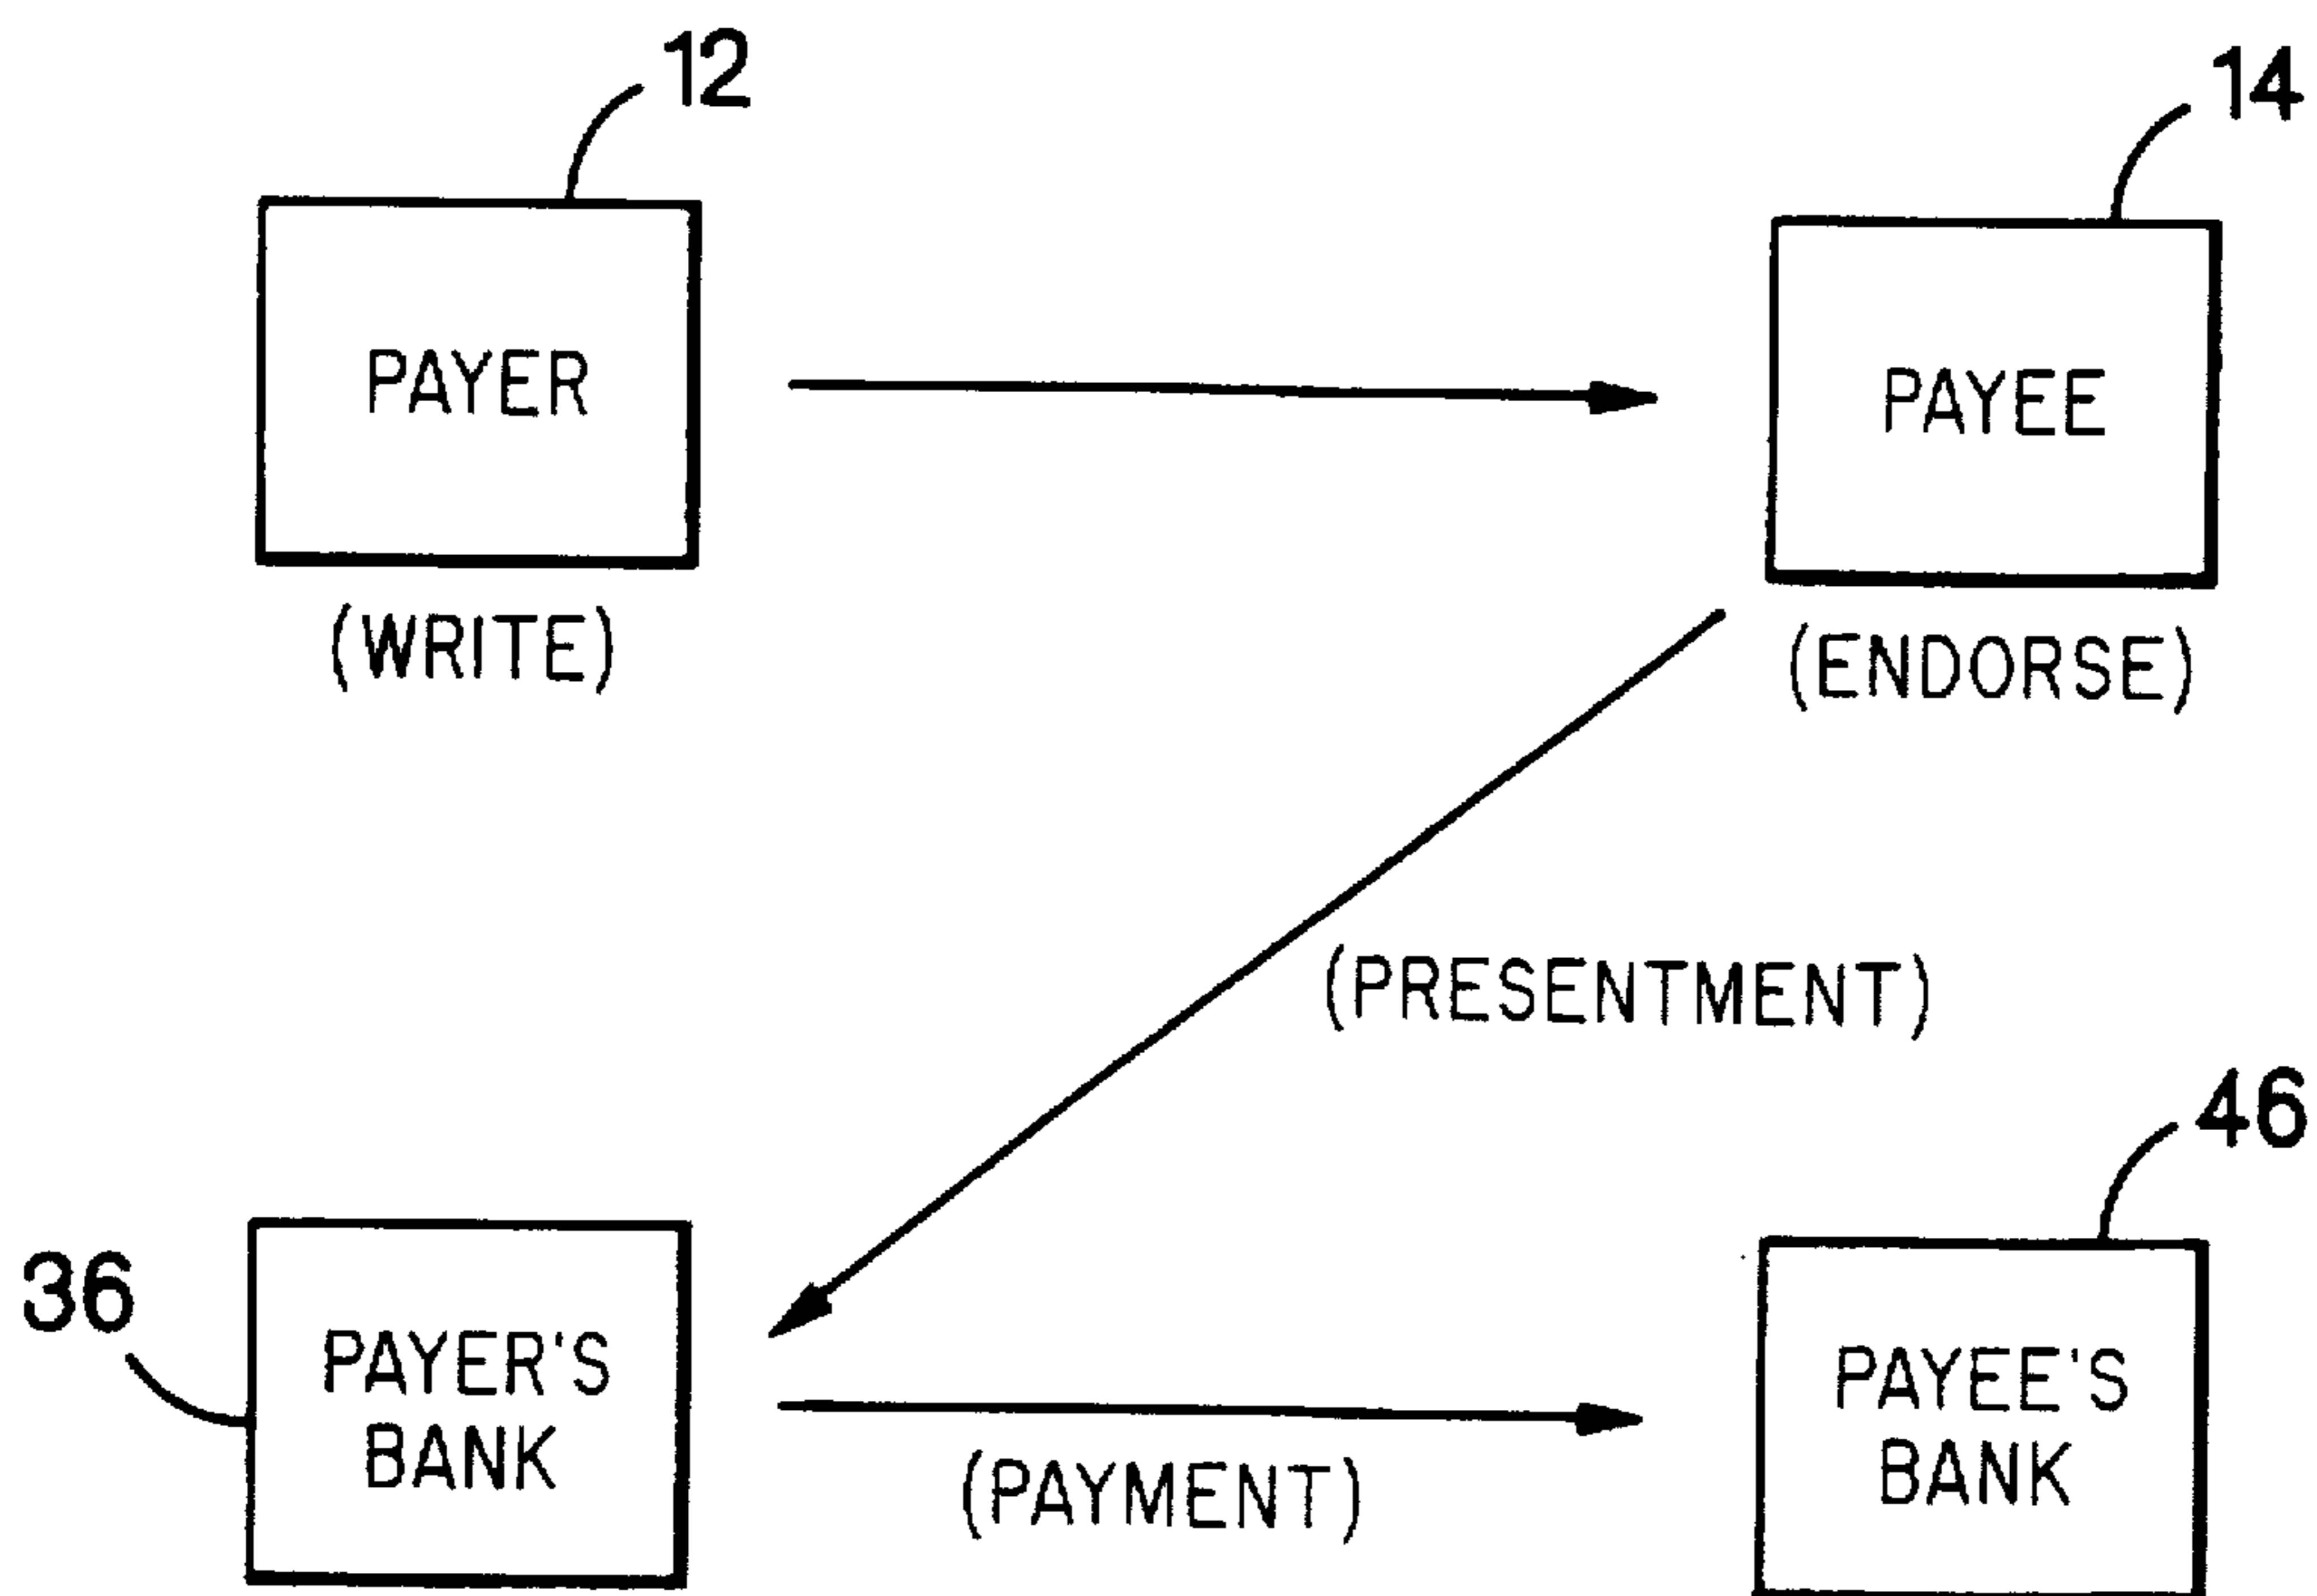 12
14
PAYER
PAYEE
(WRITE)
(ENDORSE)
(PRESENTMENT)
46
36
PAYER'S
BANK
PAYEE'S
BANK
(PAYMENT)